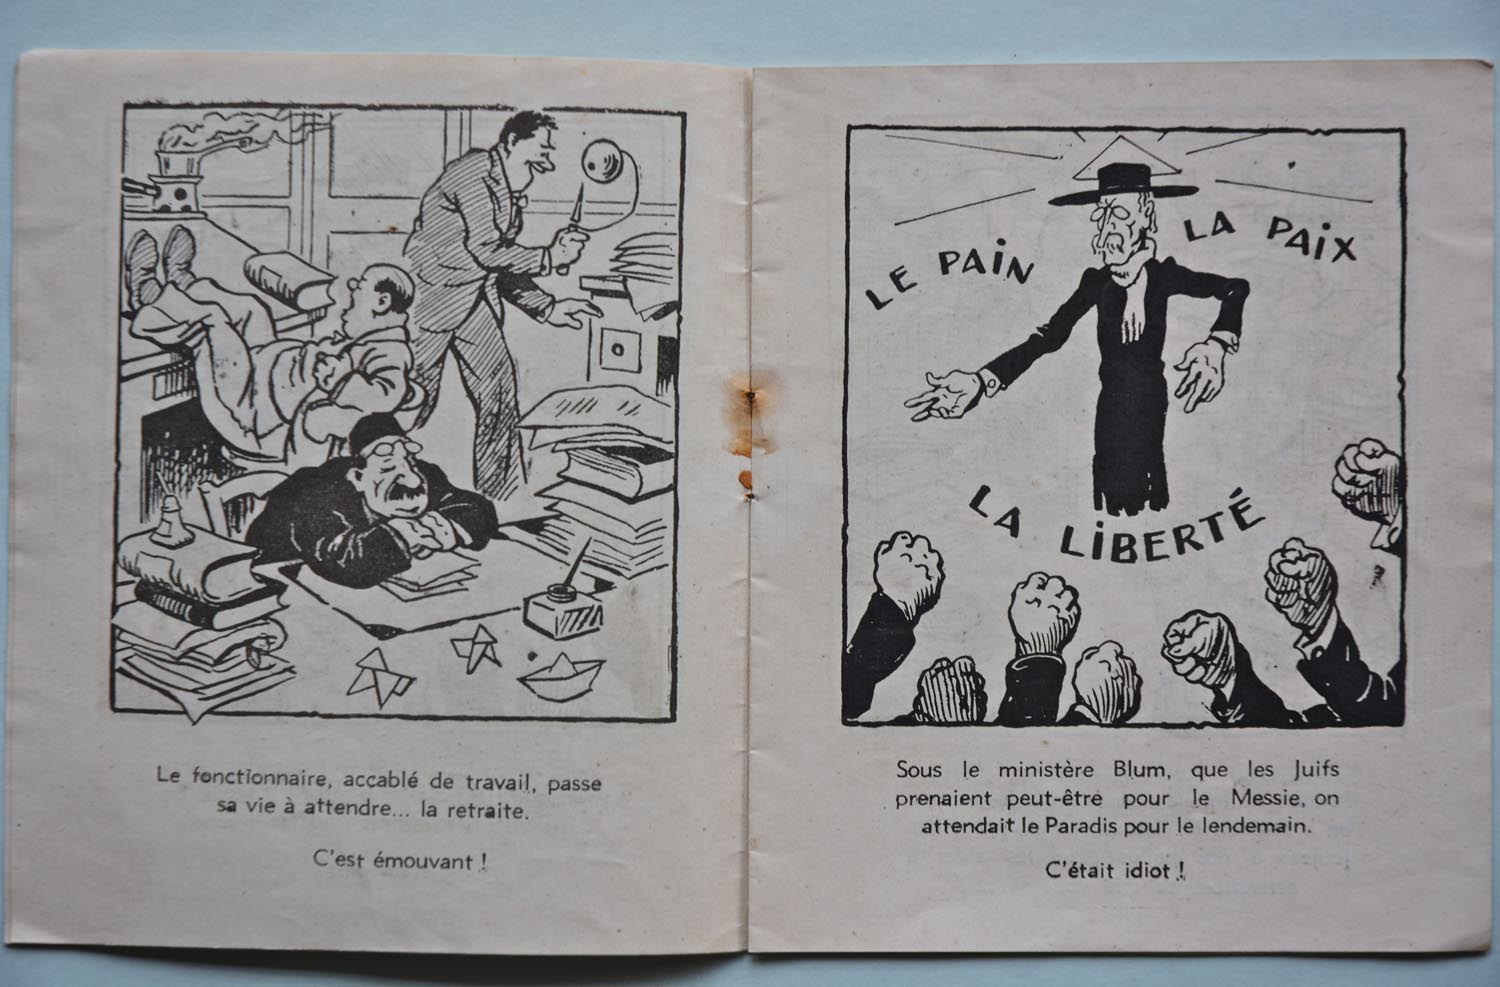 Le fonctionnaire, accablé de travail, passe
sa vie à attendre... la retraite.
C'est émouvant !
LE PAIN
LA PAIX
LA LIBERTÉ
Sous le ministère Blum, que les Juifs
prenaient peut-être pour le Messie, on
attendait le Paradis pour le lendemain.
C'était idiot !